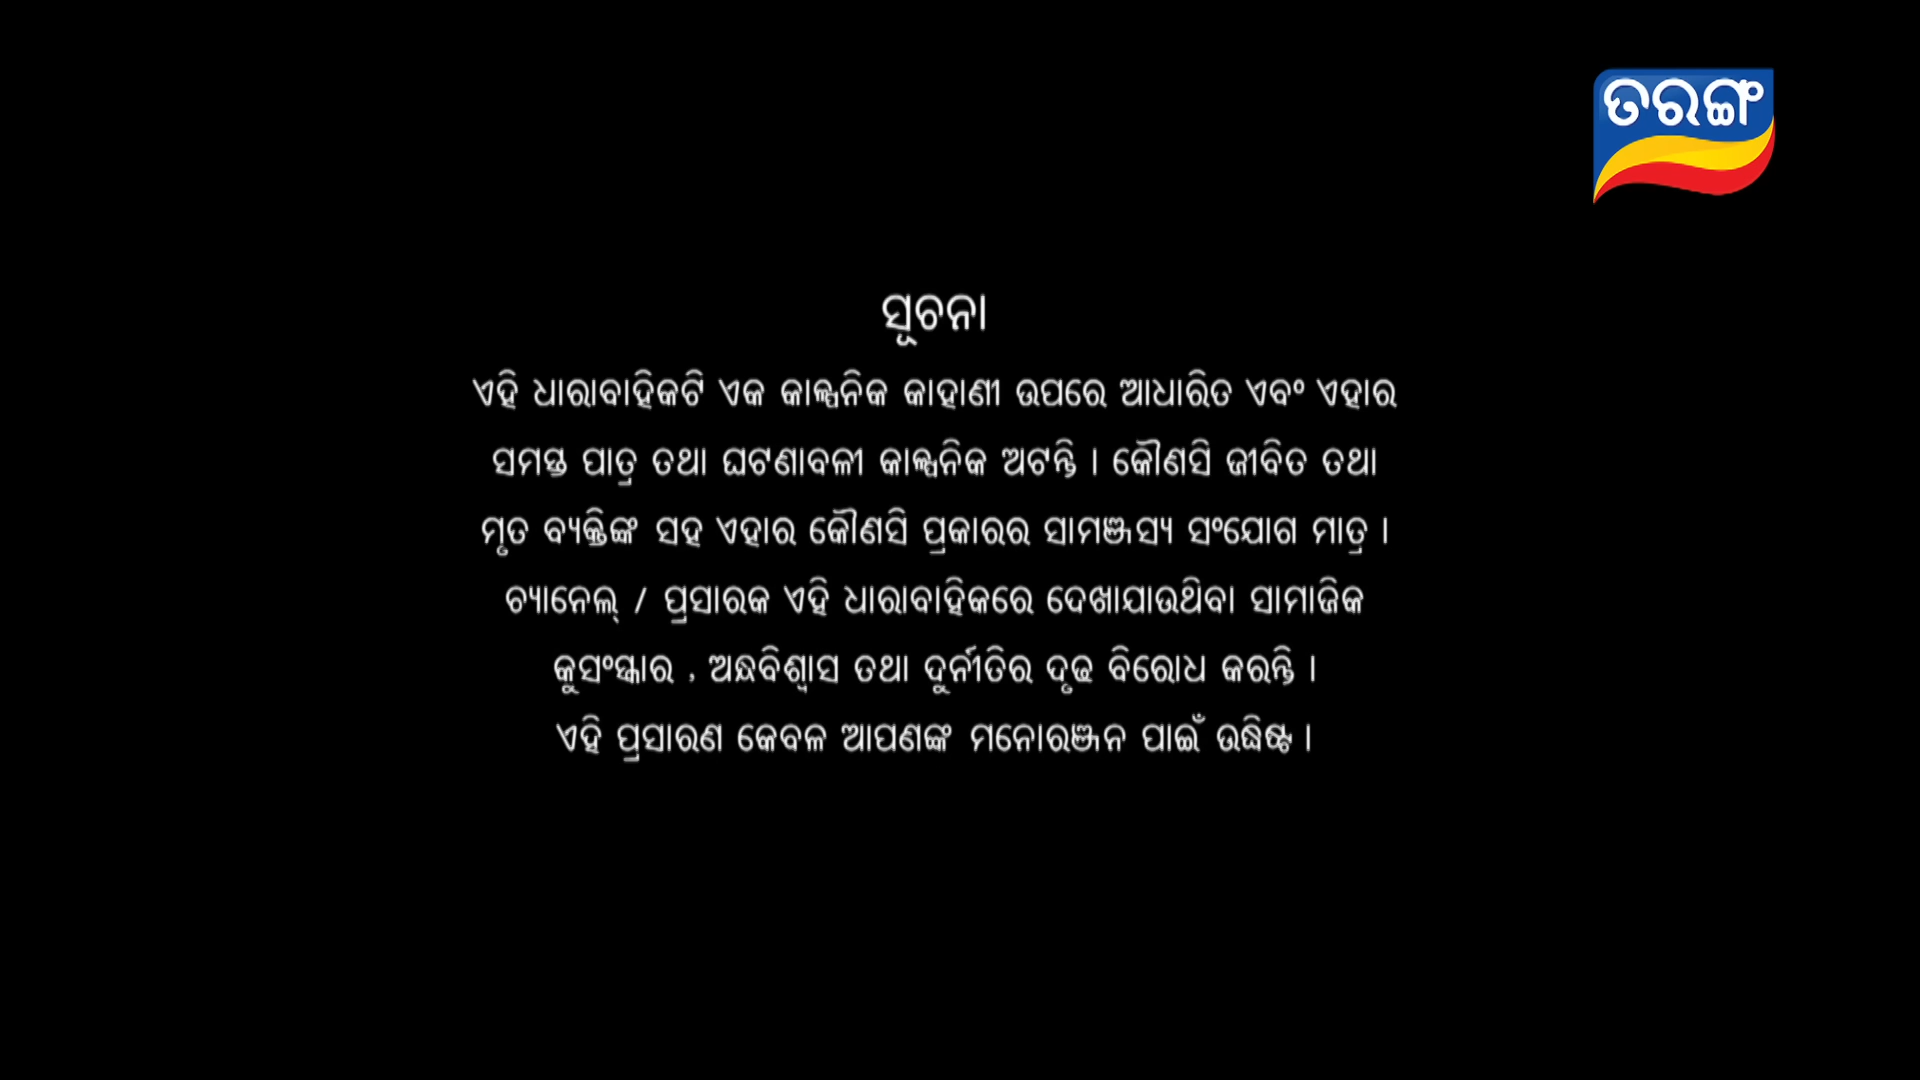 ତରଙ୍ଗ
ସୂଚନା
ଏହି ଧାରାବାହିକଟି ଏକ କାଳ୍ପନିକ କାହାଣୀ ଉପରେ ଆଧାରିତ ଏବଂ ଏହାର
ସମସ୍ତ ପାତ୍ର ତଥା ଘଟଣାବଳୀ କାଳ୍ପନିକ ଅଟନ୍ତି । କୌଣସି ଜୀବିତ ତଥା
ମୃତ ବ୍ୟକ୍ତିଙ୍କ ସହ ଏହାର କୌଣସି ପ୍ରକାରର ସାମଞ୍ଜସ୍ୟ ସଂଯୋଗ ମାତ୍ର ।
ଚ୍ୟାନେଲ୍ / ପ୍ରସାରକ ଏହି ଧାରାବାହିକରେ ଦେଖାଯାଉଥିବା ସାମାଜିକ
କୁସଂସ୍କାର , ଅନ୍ଧବିଶ୍ୱାସ ତଥା ଦୁର୍ନୀତିର ଦୃଢ ବିରୋଧ କରନ୍ତି ।
ଏହି ପ୍ରସାରଣ କେବଳ ଆପଣଙ୍କ ମନୋରଞ୍ଜନ ପାଇଁ ଉଦ୍ଧିଷ୍ଟ ।